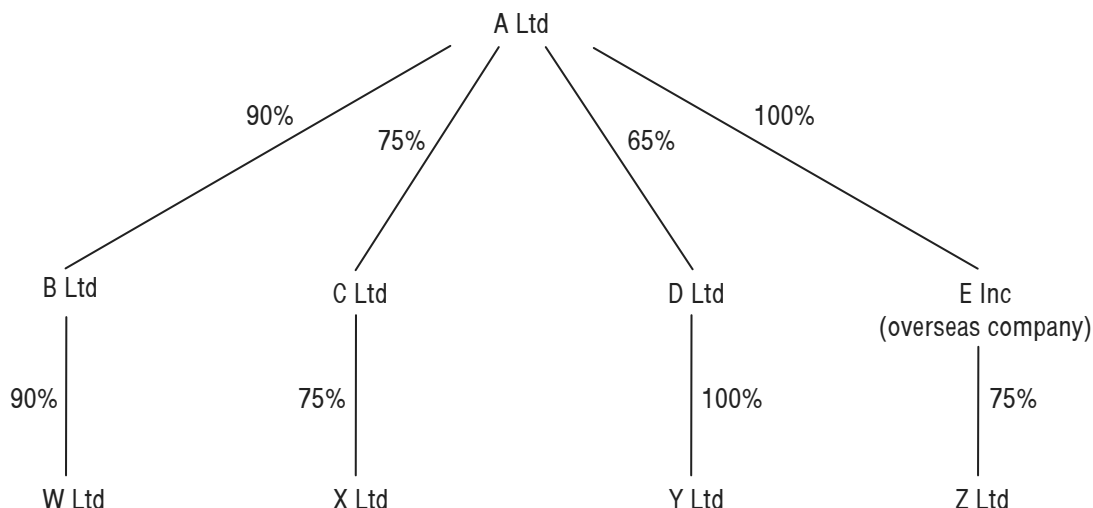 A Ltd
90%
75%
65%
100%
B Ltd
C Ltd
D Ltd
E Inc
(overseas company)
90%
75%
100%
75%
W Ltd
X Ltd
Y Ltd
Z Ltd